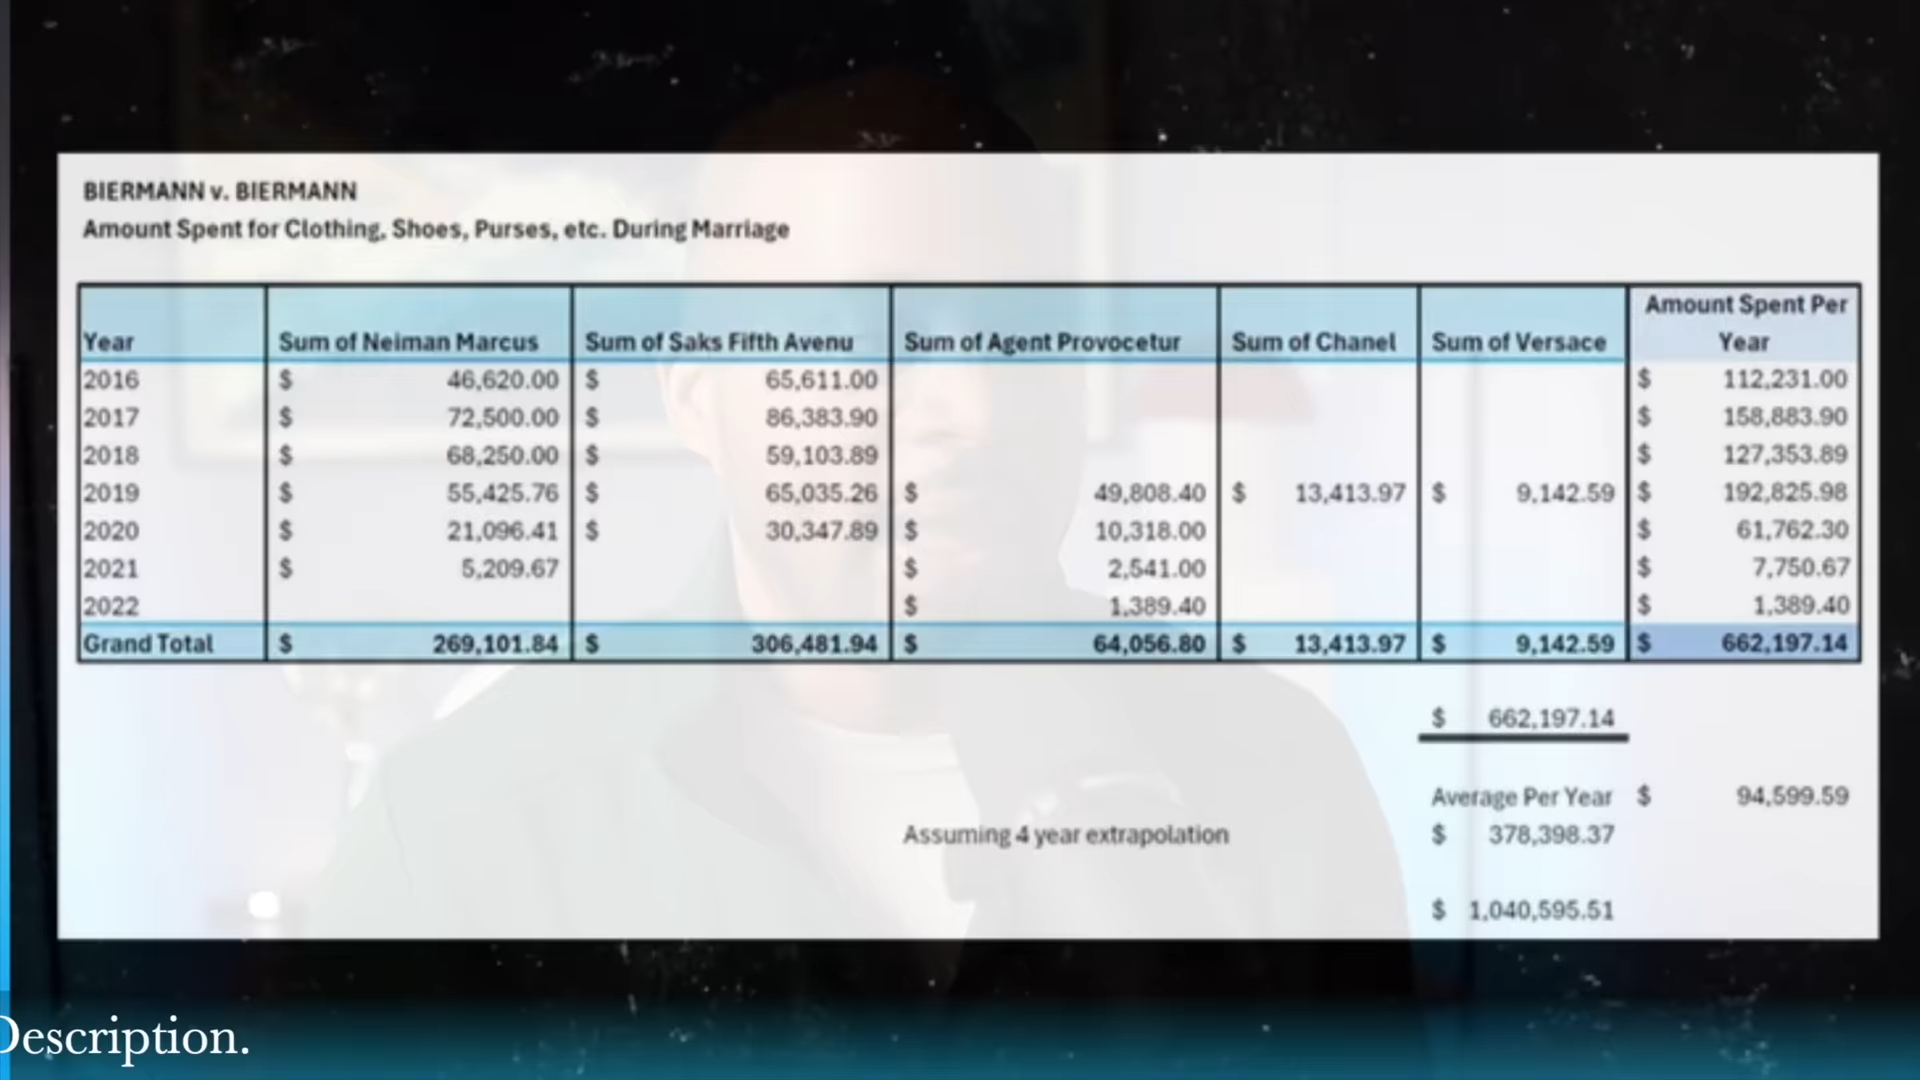 BIERMANN v. BIERMANN
Amount Spent for Clothing, Shoes, Purses, etc. During Marriage
Amount Spent Per
Year Sum of Neiman Marcus Sum of Saks Fifth Avenu Sum of Agent Provocetur Sum of Chanel Sum of Versace Year
2016 $ 46,620.00 $ 65,611.00 $ 112,231.00
2017 $ 72,500.00 $ 86,383.90 $ 158,883.90
2018 $ 68,250.00 $ 59,103.89 $ 127,353.89
2019 $ 55,425.76 $ 65,035.26 $ 49,808.40 $ 13,413.97 $ 9,142.59 $ 192,825.98
2020 $ 21,096.41 $ 30,347.89 $ 10,318.00 $ 61,762.30
2021 $ 5,209.67 $ 2,541.00 $ 7,750.67
2022 $ 1,389.40 $ 1,389.40
Grand Total $ 269,101.84 $ 306,481.94 $ 64,056.80 $ 13,413.97 $ 9,142.59 $ 662,197.14
$ 662,197.14
Average Per Year $ 94,599.59
Assuming 4 year extrapolation $ 378,398.37
$ 1,040,595.51
Description.